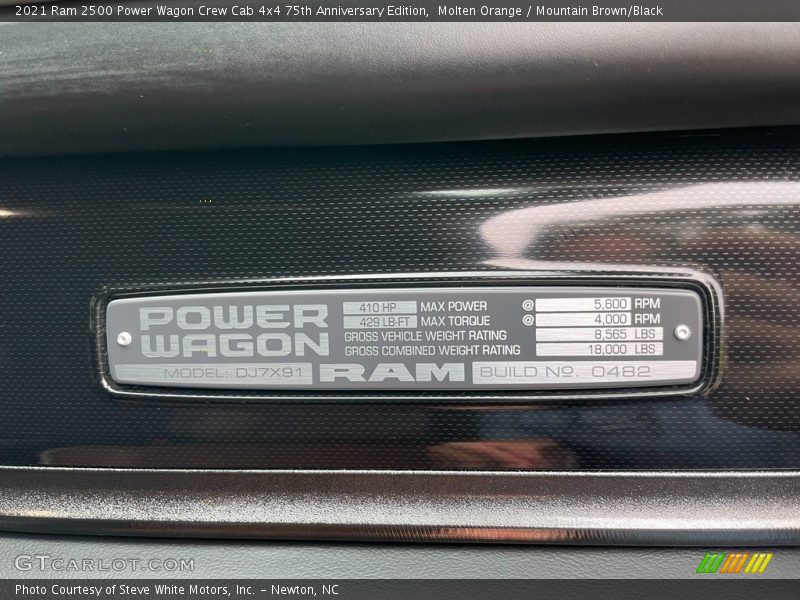 2021 Ram 2500 Power Wagon Crew Cab 4x4 75th Anniversary Edition,  Molten Orange / Mountain Brown/Black
POWER WAGON
410 HP MAX POWER @ 5,600 RPM
429 LB-FT MAX TORQUE @ 4,000 RPM
GROSS VEHICLE WEIGHT RATING 8,565 LBS
GROSS COMBINED WEIGHT RATING 18,000 LBS
MODEL: DJ7X91 RAM BUILD No. 0482
GTCARLOT.COM
Photo Courtesy of Steve White Motors, Inc. – Newton, NC